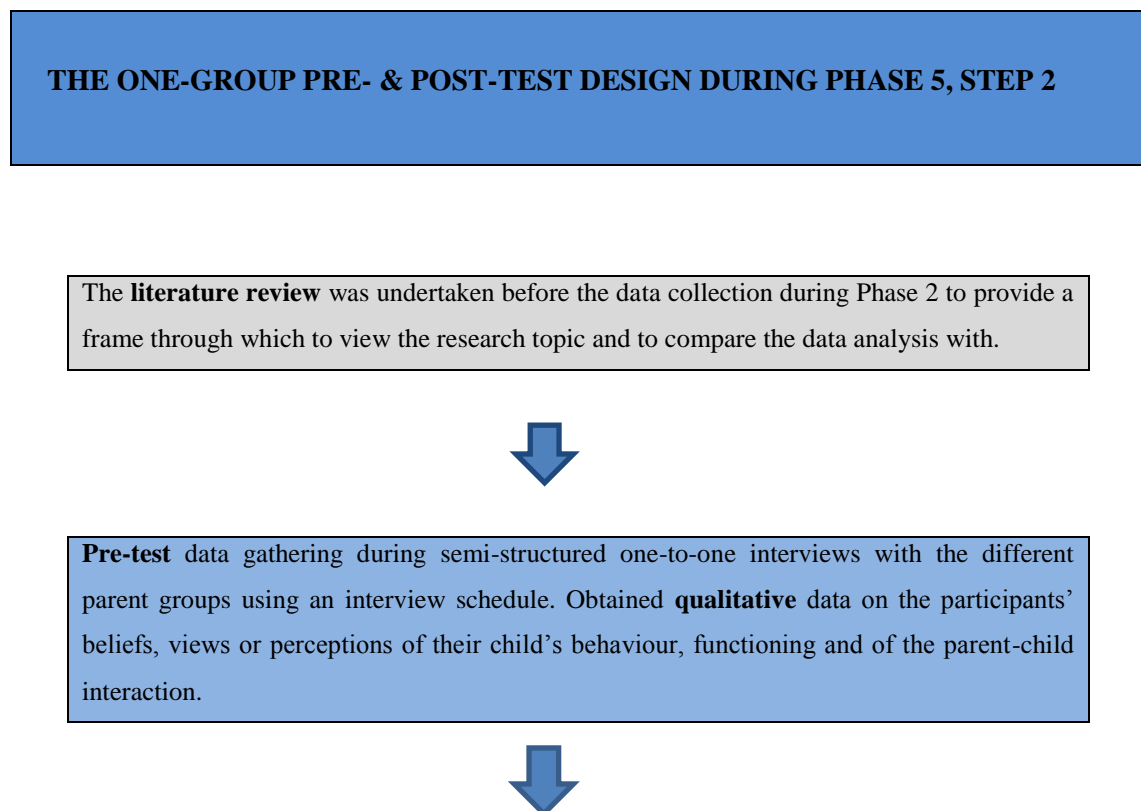 THE ONE-GROUP PRE- & POST-TEST DESIGN DURING PHASE 5, STEP 2
The literature review was undertaken before the data collection during Phase 2 to provide a
frame through which to view the research topic and to compare the data analysis with.
Pre-test data gathering during semi-structured one-to-one interviews with the different
parent groups using an interview schedule. Obtained qualitative data on the participants’
beliefs, views or perceptions of their child’s behaviour, functioning and of the parent-child
interaction.